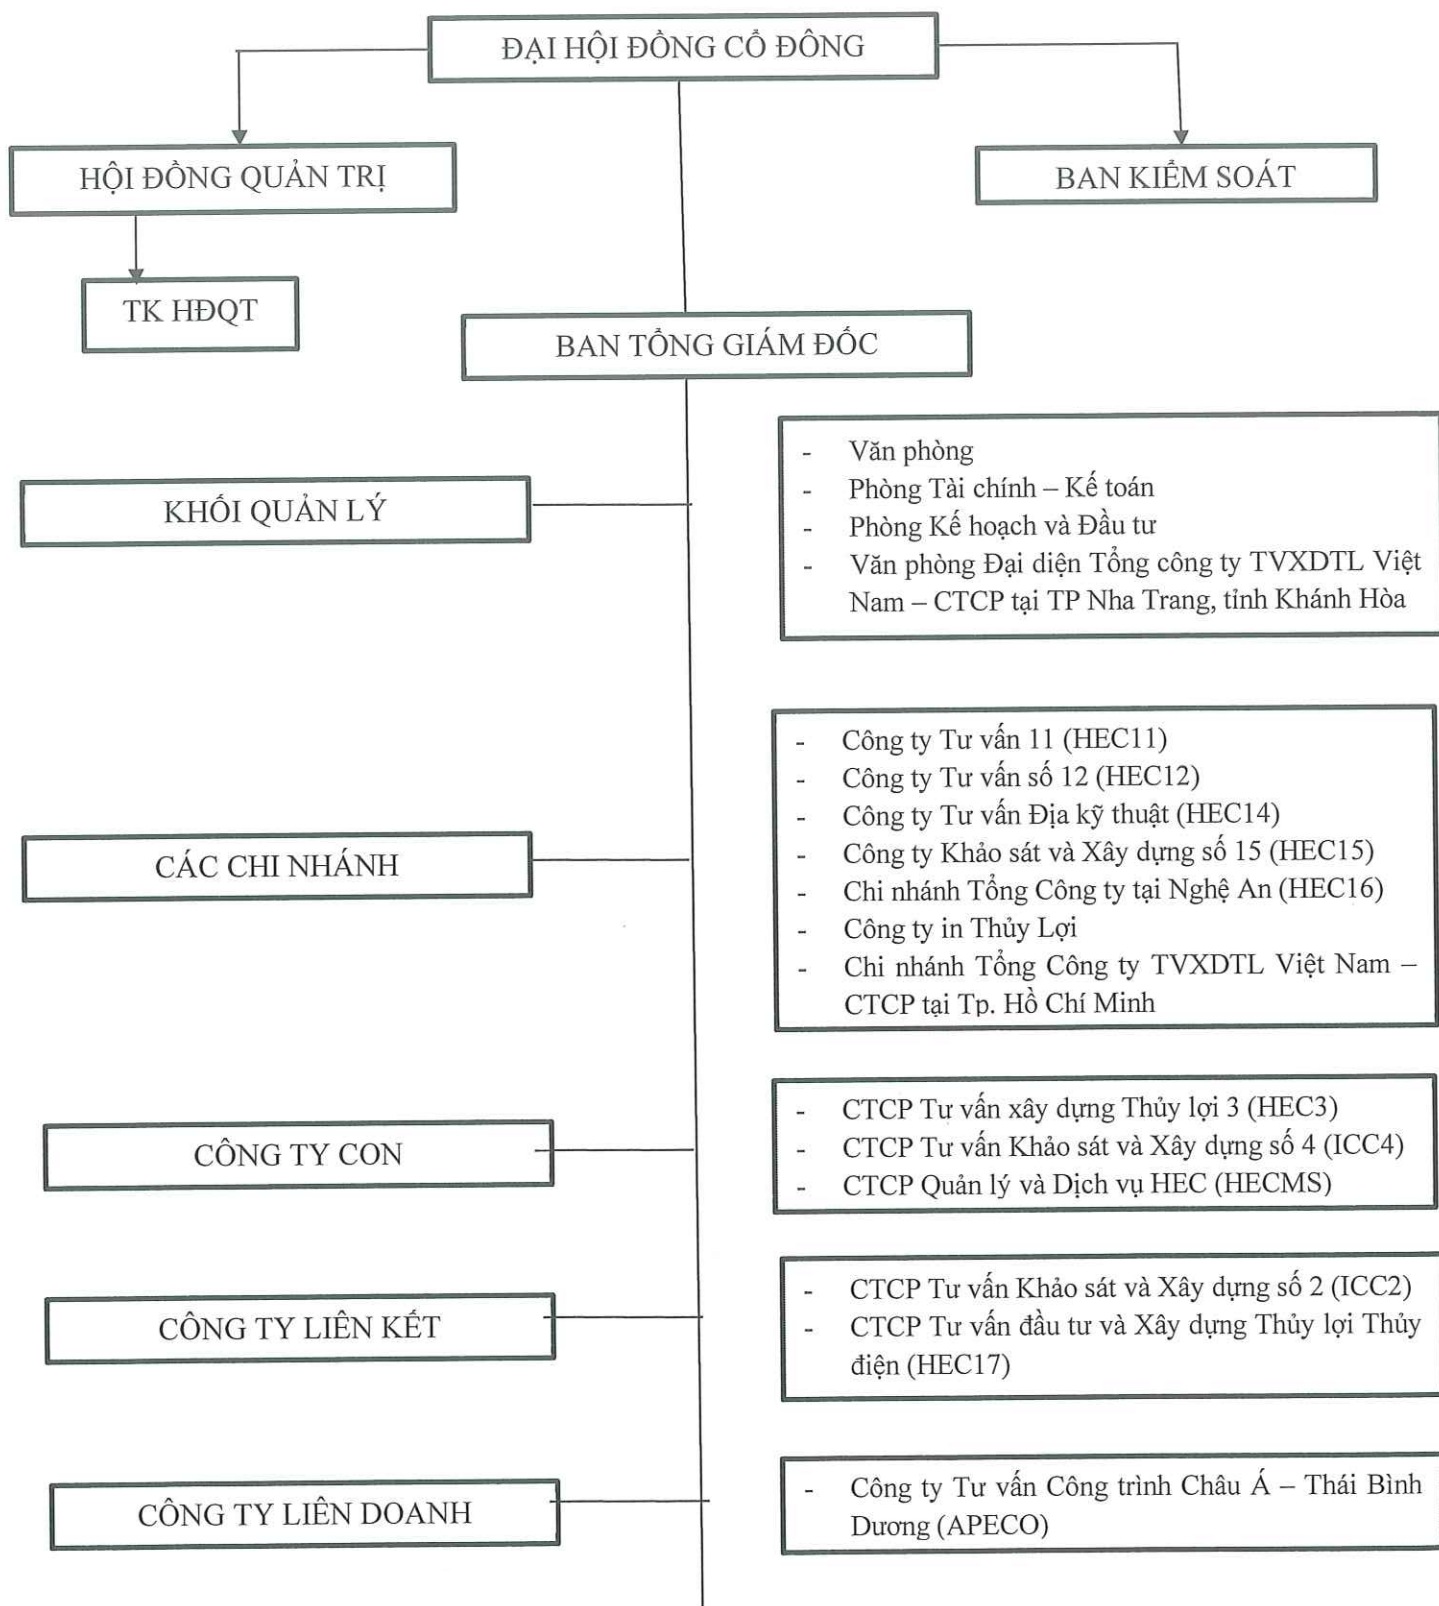 ĐẠI HỘI ĐỒNG CỔ ĐÔNG
HỘI ĐỒNG QUẢN TRỊ
BAN KIỂM SOÁT
TK HĐQT
BAN TỔNG GIÁM ĐỐC
KHỐI QUẢN LÝ
- Văn phòng
- Phòng Tài chính – Kế toán
- Phòng Kế hoạch và Đầu tư
- Văn phòng Đại diện Tổng công ty TVXDTL Việt
Nam – CTCP tại TP Nha Trang, tỉnh Khánh Hòa
CÁC CHI NHÁNH
- Công ty Tư vấn 11 (HEC11)
- Công ty Tư vấn số 12 (HEC12)
- Công ty Tư vấn Địa kỹ thuật (HEC14)
- Công ty Khảo sát và Xây dựng số 15 (HEC15)
- Chi nhánh Tổng Công ty tại Nghệ An (HEC16)
- Công ty in Thủy Lợi
- Chi nhánh Tổng Công ty TVXDTL Việt Nam –
CTCP tại Tp. Hồ Chí Minh
CÔNG TY CON
- CTCP Tư vấn xây dựng Thủy lợi 3 (HEC3)
- CTCP Tư vấn Khảo sát và Xây dựng số 4 (ICC4)
- CTCP Quản lý và Dịch vụ HEC (HECMS)
CÔNG TY LIÊN KẾT
- CTCP Tư vấn Khảo sát và Xây dựng số 2 (ICC2)
- CTCP Tư vấn đầu tư và Xây dựng Thủy lợi Thủy
điện (HEC17)
CÔNG TY LIÊN DOANH
- Công ty Tư vấn Công trình Châu Á – Thái Bình
Dương (APECO)